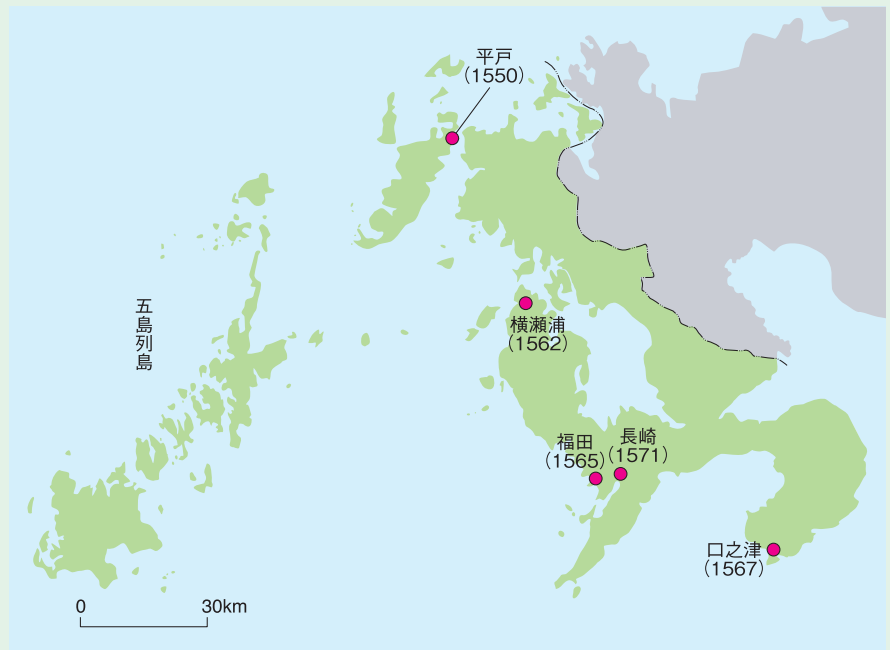 平戸
（1550）
五島列島
横瀬浦
（1562）
福田
（1565）
長崎
（1571）
口之津
（1567）
0 30km